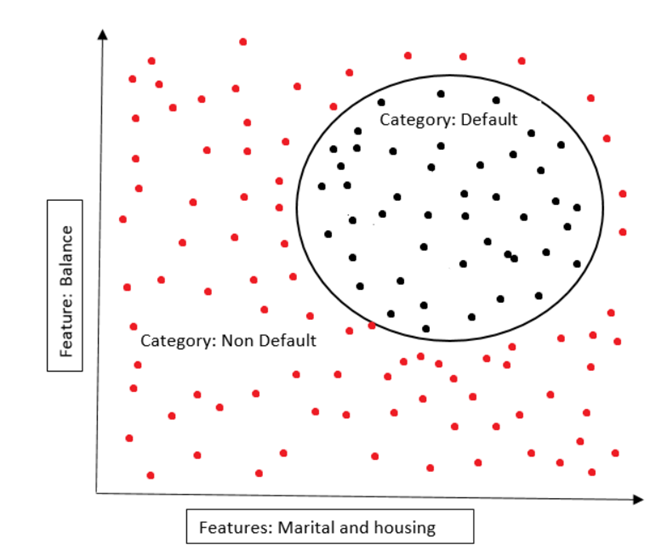 Category: Default
Feature: Balance
Category: Non Default
Features: Marital and housing